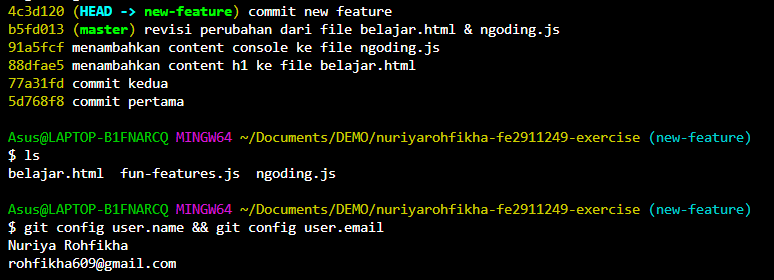 4c3d120 (HEAD -> new-feature) commit new feature
b5fd013 (master) revisi perubahan dari file belajar.html & ngoding.js
91a5fcf menambahkan content console ke file ngoding.js
88dfae5 menambahkan content h1 ke file belajar.html
77a31fd commit kedua
5d768f8 commit pertama
Asus@LAPTOP-B1FNARCQ MINGW64 ~/Documents/DEMO/nuriyarohfikha-fe2911249-exercise (new-feature)
$ ls
belajar.html  fun-features.js  ngoding.js
Asus@LAPTOP-B1FNARCQ MINGW64 ~/Documents/DEMO/nuriyarohfikha-fe2911249-exercise (new-feature)
$ git config user.name && git config user.email
Nuriya Rohfikha
rohfikha609@gmail.com